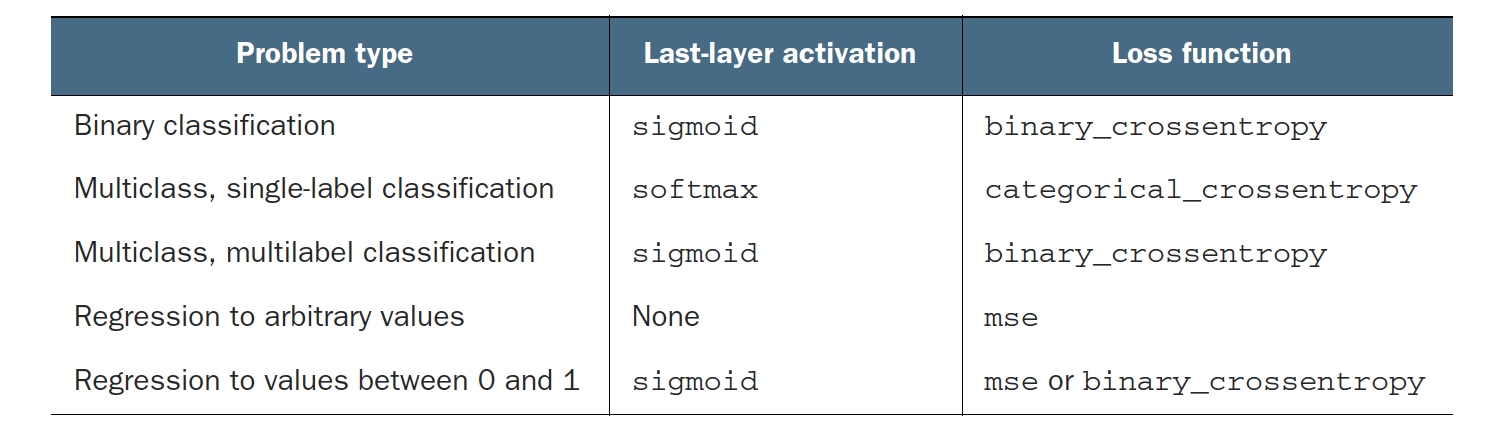 Problem type Last-layer activation Loss function
Binary classification sigmoid binary_crossentropy
Multiclass, single-label classification softmax categorical_crossentropy
Multiclass, multilabel classification sigmoid binary_crossentropy
Regression to arbitrary values None mse
Regression to values between 0 and 1 sigmoid mse or binary_crossentropy